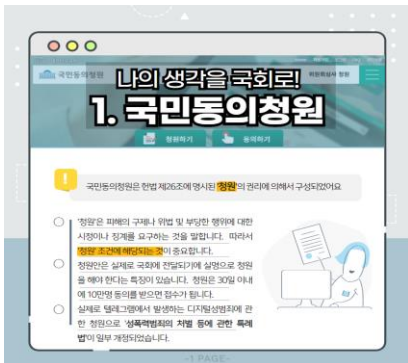 국민동의청원
위원회심사 청원
나의 생각을 국회로!
1. 국민동의청원
청원하기
동의하기
!
국민동의청원은 헌법 제26조에 명시된 '청원'의 권리에 의해서 구성되었어요
'청원'은 피해의 구제나 위법 및 부당한 행위에 대한
시정이나 징계를 요구하는 것을 말합니다. 따라서
'청원' 조건에 해당되는 것이 중요합니다.
청원안은 실제로 국회에 전달되기에 실명으로 청원
을 해야 한다는 특징이 있습니다. 청원은 30일 이내
에 10만명 동의를 받으면 접수가 됩니다.
실제로 텔레그램에서 발생하는 디지털성범죄에 관
한 청원으로 '성폭력범죄의 처벌 등에 관한 특례
법'이 일부 개정되었습니다.
-1 PAGE-